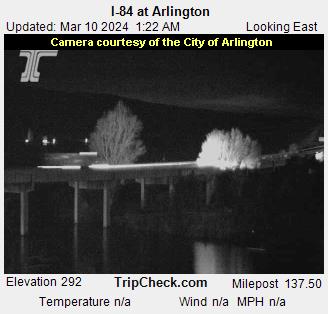 I-84 at Arlington
Updated: Mar 10 2024 1:22 AM Looking East
Camera courtesy of the City of Arlington
Elevation 292 TripCheck.com Milepost 137.50
Temperature n/a Wind n/a MPH n/a